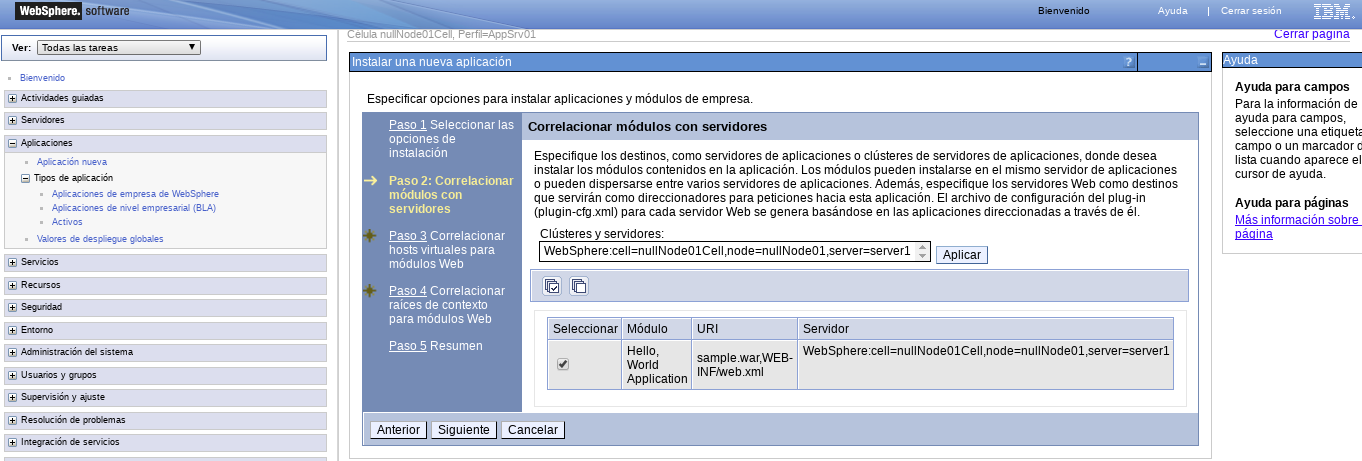 WebSphere. software
Bienvenido
Ayuda | Cerrar sesión
IBM.
Ver: Todas las tareas
Bienvenido
Actividades guiadas
Servidores
Aplicaciones
Aplicación nueva
Tipos de aplicación
Aplicaciones de empresa de WebSphere
Aplicaciones de nivel empresarial (BLA)
Activos
Valores de despliegue globales
Servicios
Recursos
Seguridad
Entorno
Administración del sistema
Usuarios y grupos
Supervisión y ajuste
Resolución de problemas
Integración de servicios
Célula nullNode01Cell, Perfil=AppSrv01
Cerrar página
Instalar una nueva aplicación
?
Especificar opciones para instalar aplicaciones y módulos de empresa.
Paso 1 Seleccionar las
opciones de
instalación
Paso 2: Correlacionar
módulos con
servidores
Paso 3 Correlacionar
hosts virtuales para
módulos Web
Paso 4 Correlacionar
raíces de contexto
para módulos Web
Paso 5 Resumen
Correlacionar módulos con servidores
Especifique los destinos, como servidores de aplicaciones o clústeres de servidores de aplicaciones, donde desea
instalar los módulos contenidos en la aplicación. Los módulos pueden instalarse en el mismo servidor de aplicaciones
o pueden dispersarse entre varios servidores de aplicaciones. Además, especifique los servidores Web como destinos
que servirán como direccionadores para peticiones hacia esta aplicación. El archivo de configuración del plug-in
(plugin-cfg.xml) para cada servidor Web se genera basándose en las aplicaciones direccionadas a través de él.
Clústeres y servidores:
WebSphere:cell=nullNode01Cell,node=nullNode01,server=server1
Aplicar
Seleccionar Módulo URI Servidor
Hello,
World
Application
sample.war,WEB-
INF/web.xml
WebSphere:cell=nullNode01Cell,node=nullNode01,server=server1
Anterior Siguiente Cancelar
Ayuda
Ayuda para campos
Para la información de
ayuda para campos,
seleccione una etiqueta
campo o un marcador d
lista cuando aparece el
cursor de ayuda.
Ayuda para páginas
Más información sobre
página